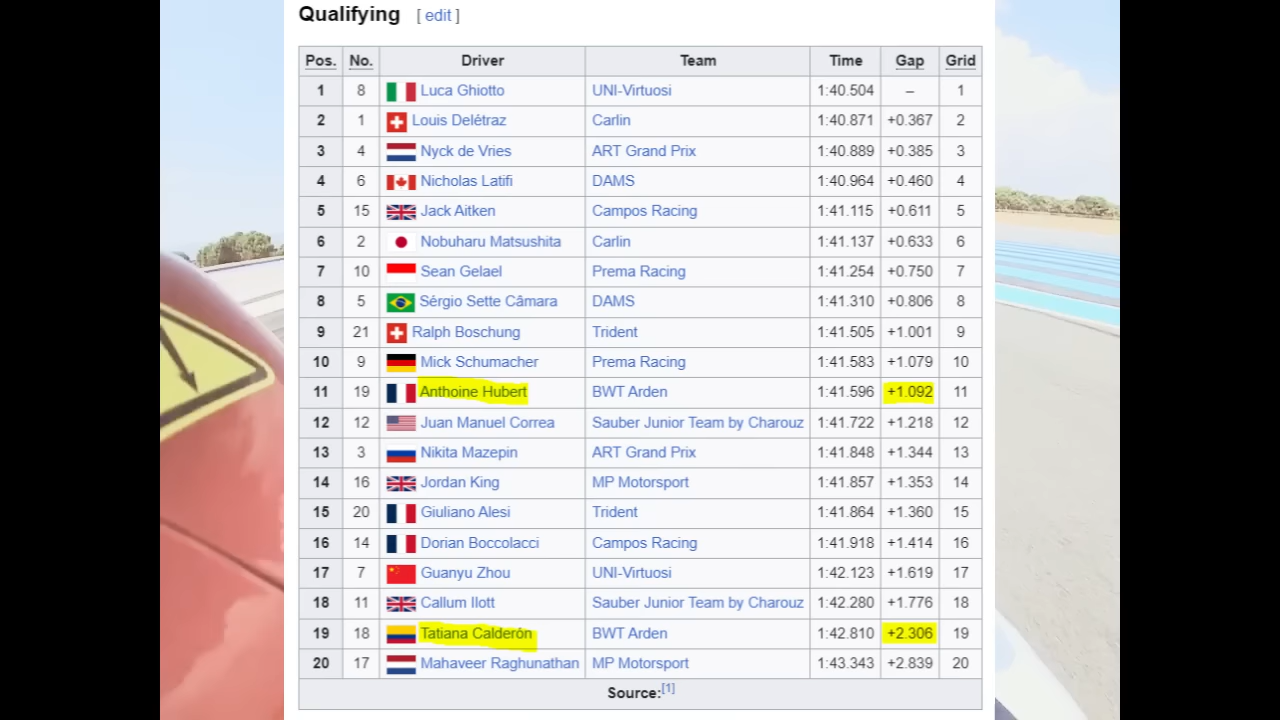 Qualifying [ edit ]
Pos. No. Driver Team Time Gap Grid
1 8 Luca Ghiotto UNI-Virtuosi 1:40.504 – 1
2 1 Louis Delétraz Carlin 1:40.871 +0.367 2
3 4 Nyck de Vries ART Grand Prix 1:40.889 +0.385 3
4 6 Nicholas Latifi DAMS 1:40.964 +0.460 4
5 15 Jack Aitken Campos Racing 1:41.115 +0.611 5
6 2 Nobuharu Matsushita Carlin 1:41.137 +0.633 6
7 10 Sean Gelael Prema Racing 1:41.254 +0.750 7
8 5 Sérgio Sette Câmara DAMS 1:41.310 +0.806 8
9 21 Ralph Boschung Trident 1:41.505 +1.001 9
10 9 Mick Schumacher Prema Racing 1:41.583 +1.079 10
11 19 Anthoine Hubert BWT Arden 1:41.596 +1.092 11
12 12 Juan Manuel Correa Sauber Junior Team by Charouz 1:41.722 +1.218 12
13 3 Nikita Mazepin ART Grand Prix 1:41.848 +1.344 13
14 16 Jordan King MP Motorsport 1:41.857 +1.353 14
15 20 Giuliano Alesi Trident 1:41.864 +1.360 15
16 14 Dorian Boccolacci Campos Racing 1:41.918 +1.414 16
17 7 Guanyu Zhou UNI-Virtuosi 1:42.123 +1.619 17
18 11 Callum Ilott Sauber Junior Team by Charouz 1:42.280 +1.776 18
19 18 Tatiana Calderón BWT Arden 1:42.810 +2.306 19
20 17 Mahaveer Raghunathan MP Motorsport 1:43.343 +2.839 20
Source:[1]